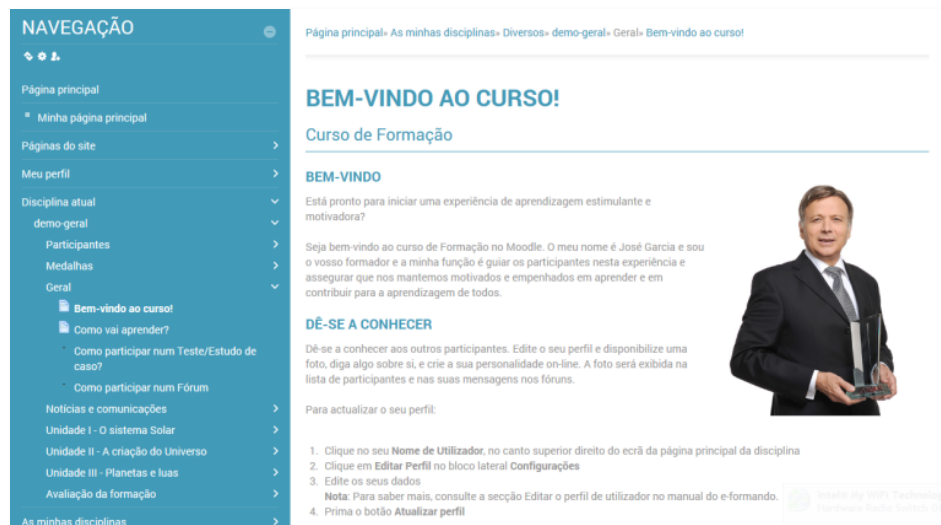 NAVEGAÇÃO
Página principal
Minha página principal
Páginas do site
Meu perfil
Disciplina atual
demo-geral
Participantes
Medalhas
Geral
Bem-vindo ao curso!
Como vai aprender?
Como participar num Teste/Estudo de
caso?
Como participar num Fórum
Notícias e comunicações
Unidade I - O sistema Solar
Unidade II - A criação do Universo
Unidade III - Planetas e luas
Avaliação da formação
As minhas disciplinas
Página principal» As minhas disciplinas» Diversos» demo-geral» Geral» Bem-vindo ao curso!
BEM-VINDO AO CURSO!
Curso de Formação
BEM-VINDO
Está pronto para iniciar uma experiência de aprendizagem estimulante e
motivadora?
Seja bem-vindo ao curso de Formação no Moodle. O meu nome é José Garcia e sou
o vosso formador e a minha função é guiar os participantes nesta experiência e
assegurar que nos mantemos motivados e empenhados em aprender e em
contribuir para a aprendizagem de todos.
DÊ-SE A CONHECER
Dê-se a conhecer aos outros participantes. Edite o seu perfil e disponibilize uma
foto, diga algo sobre si, e crie a sua personalidade on-line. A foto será exibida na
lista de participantes e nas suas mensagens nos fóruns.
Para actualizar o seu perfil:
1. Clique no seu Nome de Utilizador, no canto superior direito do ecrã da página principal da disciplina
2. Clique em Editar Perfil no bloco lateral Configurações
3. Edite os seus dados
Nota: Para saber mais, consulte a secção Editar o perfil de utilizador no manual do e-formando.
4. Prima o botão Atualizar perfil